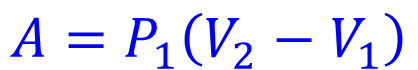 A = P₁(V₂ − V₁)